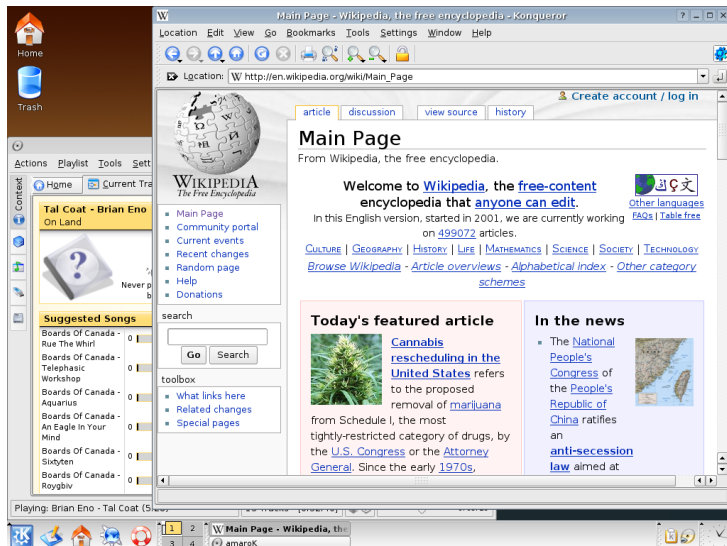 Home
Trash
Main Page - Wikipedia, the free encyclopedia - Konqueror
Location Edit View Go Bookmarks Tools Settings Window Help
Location: http://en.wikipedia.org/wiki/Main_Page
WIKIPEDIA
The Free Encyclopedia
Main Page
Community portal
Current events
Recent changes
Random page
Help
Donations
search
Go Search
toolbox
What links here
Related changes
Special pages
Create account / log in
article discussion view source history
Main Page
From Wikipedia, the free encyclopedia.
Welcome to Wikipedia, the free-content
encyclopedia that anyone can edit.
In this English version, started in 2001, we are currently working
on 499072 articles.
Other languages
FAQs | Table free
CULTURE | GEOGRAPHY | HISTORY | LIFE | MATHEMATICS | SCIENCE | SOCIETY | TECHNOLOGY
Browse Wikipedia - Article overviews - Alphabetical index - Other category
schemes
Today's featured article
Cannabis
rescheduling in the
United States refers
to the proposed
removal of marijuana
from Schedule I, the most
tightly-restricted category of drugs, by
the U.S. Congress or the Attorney
General. Since the early 1970s,
In the news
The National
People's
Congress of
the People's
Republic of
China ratifies
an
anti-secession
law aimed at
Actions Playlist Tools Sett
Context
Home Current Tra
Tal Coat - Brian Eno
On Land
?
Never p
b
Suggested Songs
Boards Of Canada -
Rue The Whirl
0
Boards Of Canada -
Telephasic
Workshop
0
Boards Of Canada -
Aquarius
0
Boards Of Canada -
An Eagle In Your
Mind
0
Boards Of Canada -
Sixtyten
0
Boards Of Canada -
Roygbiv
0
Playing: Brian Eno - Tal Coat
1 2
3 4
Main Page - Wikipedia, the
amaroK